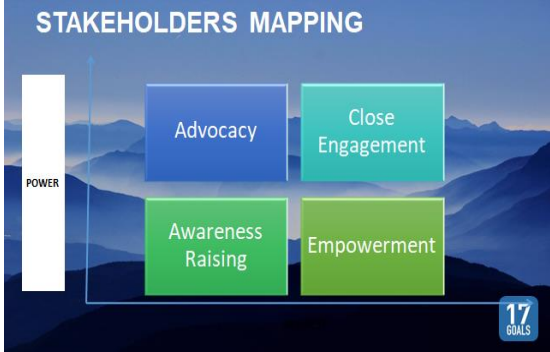 STAKEHOLDERS MAPPING
Advocacy
Close
Engagement
POWER
Awareness
Raising
Empowerment
17
GOALS